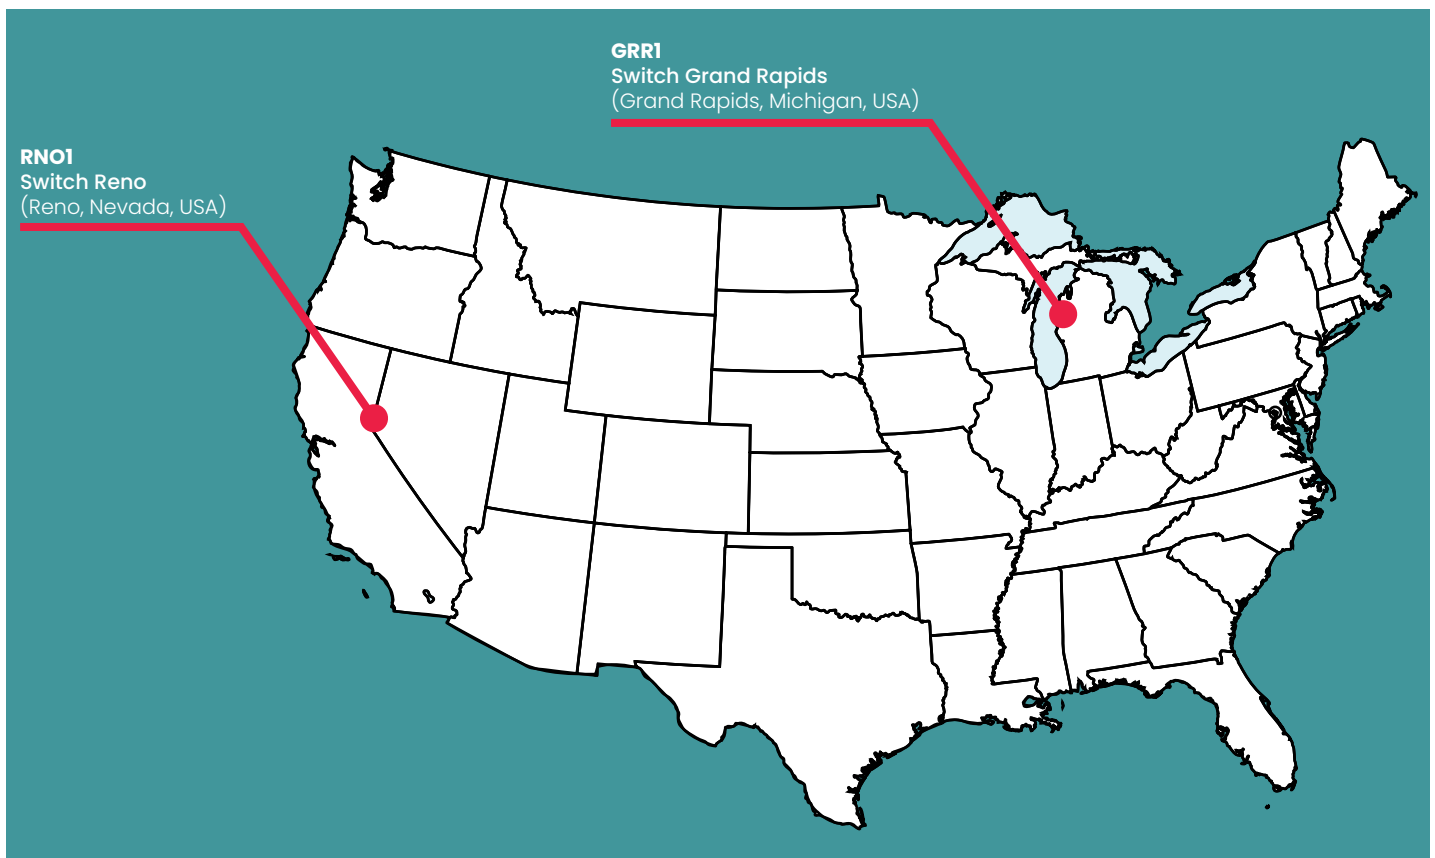 GRR1
Switch Grand Rapids
(Grand Rapids, Michigan, USA)
RNO1
Switch Reno
(Reno, Nevada, USA)